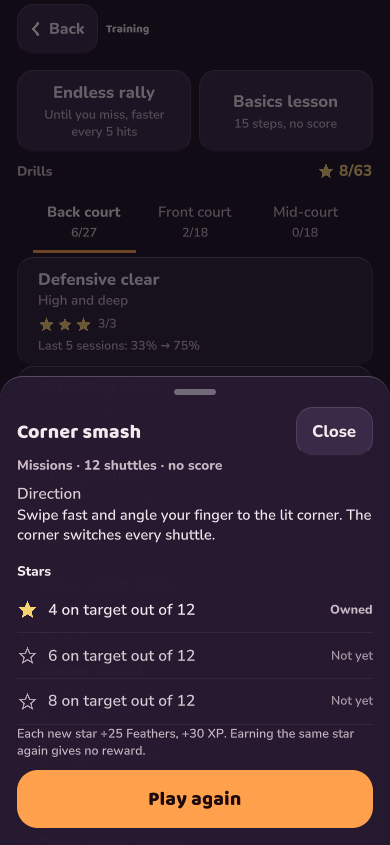 Back
Training
Endless rally
Until you miss, faster
every 5 hits
Basics lesson
15 steps, no score
Drills
8/63
Back court
6/27
Front court
2/18
Mid-court
0/18
Defensive clear
High and deep
3/3
Last 5 sessions: 33% → 75%
Corner smash
Close
Missions · 12 shuttles · no score
Direction
Swipe fast and angle your finger to the lit corner. The
corner switches every shuttle.
Stars
4 on target out of 12
Owned
6 on target out of 12
Not yet
8 on target out of 12
Not yet
Each new star +25 Feathers, +30 XP. Earning the same star
again gives no reward.
Play again